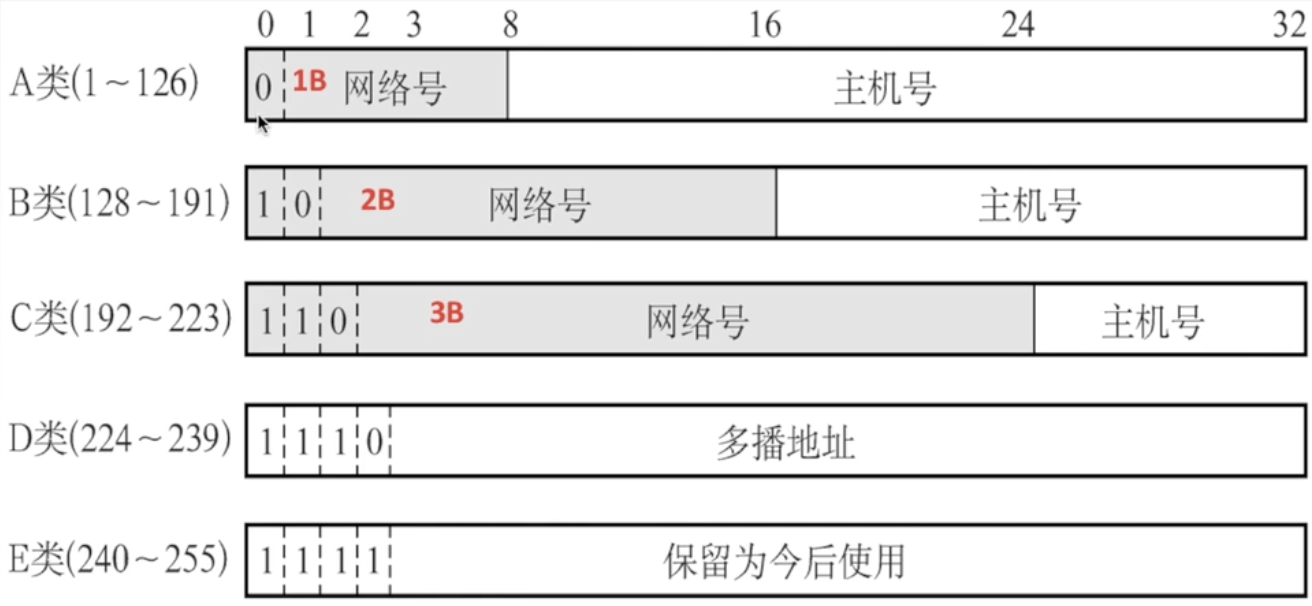 0 1 2 3 8 16 24 32
A类(1~126) 0 1B 网络号 主机号
B类(128~191) 1 0 2B 网络号 主机号
C类(192~223) 1 1 0 3B 网络号 主机号
D类(224~239) 1 1 1 0 多播地址
E类(240~255) 1 1 1 1 保留为今后使用